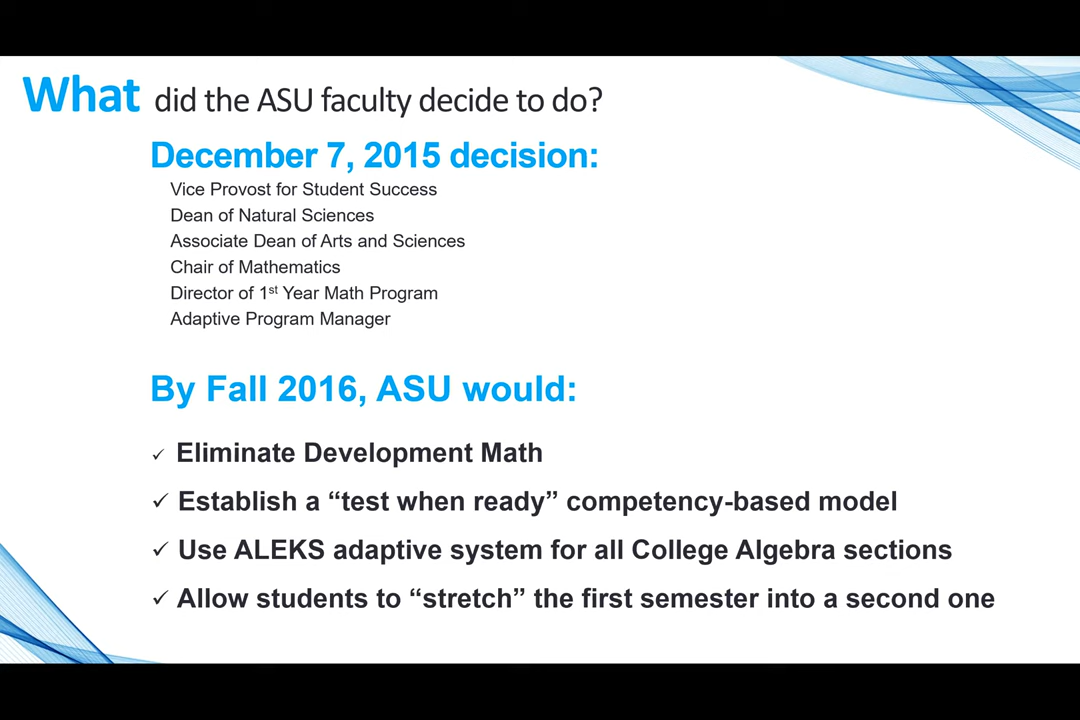 What did the ASU faculty decide to do?
December 7, 2015 decision:
Vice Provost for Student Success
Dean of Natural Sciences
Associate Dean of Arts and Sciences
Chair of Mathematics
Director of 1st Year Math Program
Adaptive Program Manager
By Fall 2016, ASU would:
✓ Eliminate Development Math
✓ Establish a “test when ready” competency-based model
✓ Use ALEKS adaptive system for all College Algebra sections
✓ Allow students to “stretch” the first semester into a second one